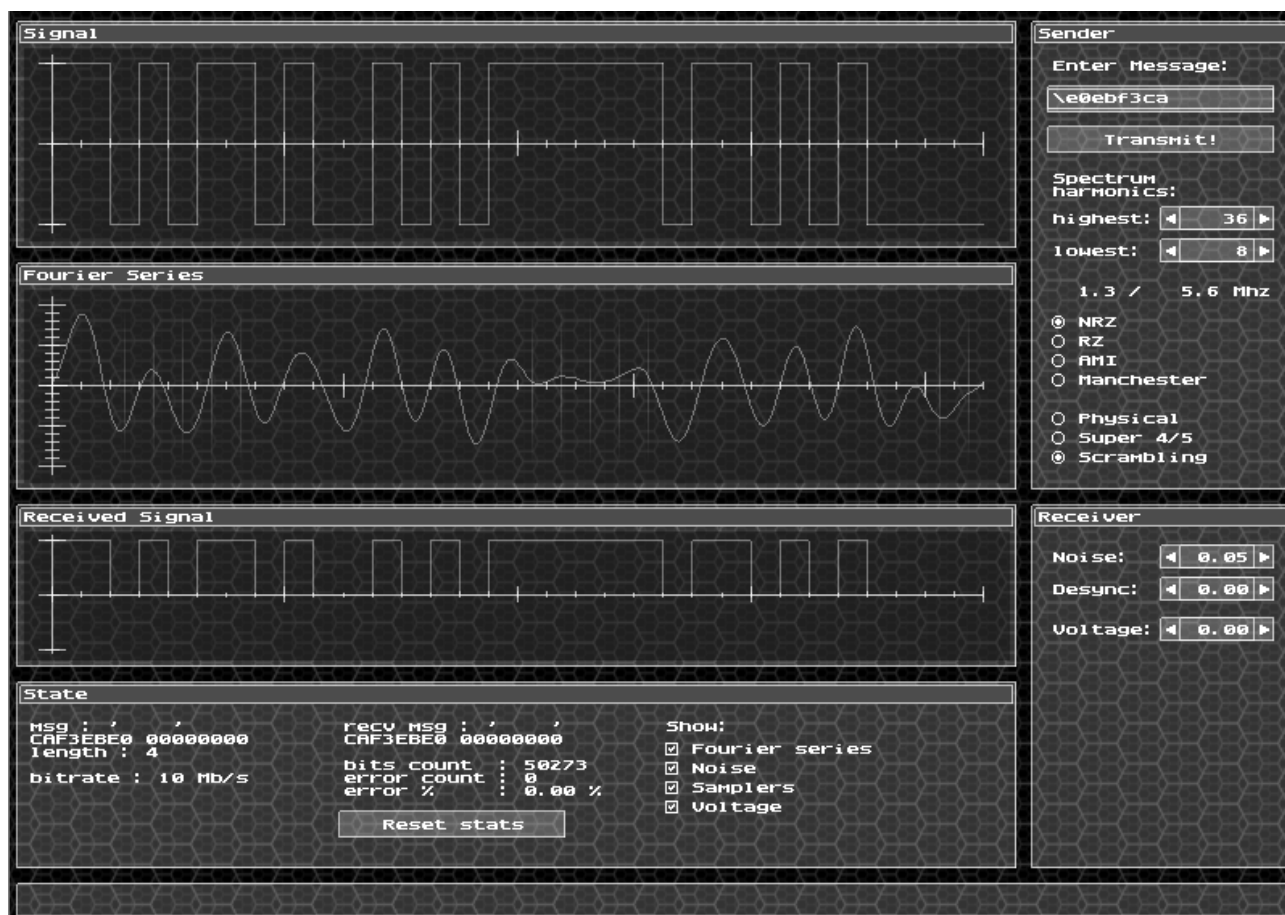 Signal
Fourier Series
Received Signal
State
msg : ' '
CAF3EBE0 00000000
length : 4
bitrate : 10 Mb/s
recv msg : ' '
CAF3EBE0 00000000
bits count : 50273
error count : 0
error % : 0.00 %
Reset stats
Show:
Fourier series
Noise
Samplers
Voltage
Sender
Enter Message:
\e0ebf3ca
Transmit!
Spectrum
harmonics:
highest: 36
lowest: 8
1.3 / 5.6 Mhz
NRZ
RZ
AMI
Manchester
Physical
Super 4/5
Scrambling
Receiver
Noise: 0.05
Desync: 0.00
Voltage: 0.00